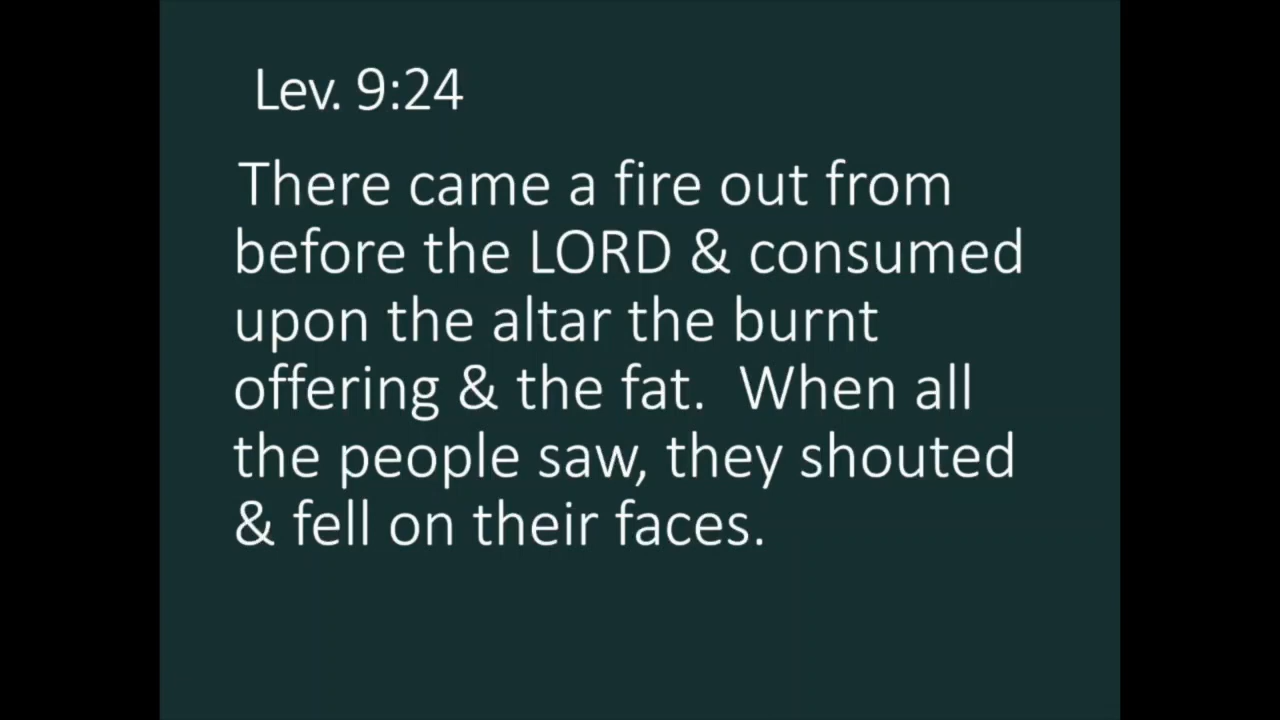 Lev. 9:24
There came a fire out from
before the LORD & consumed
upon the altar the burnt
offering & the fat.  When all
the people saw, they shouted
& fell on their faces.